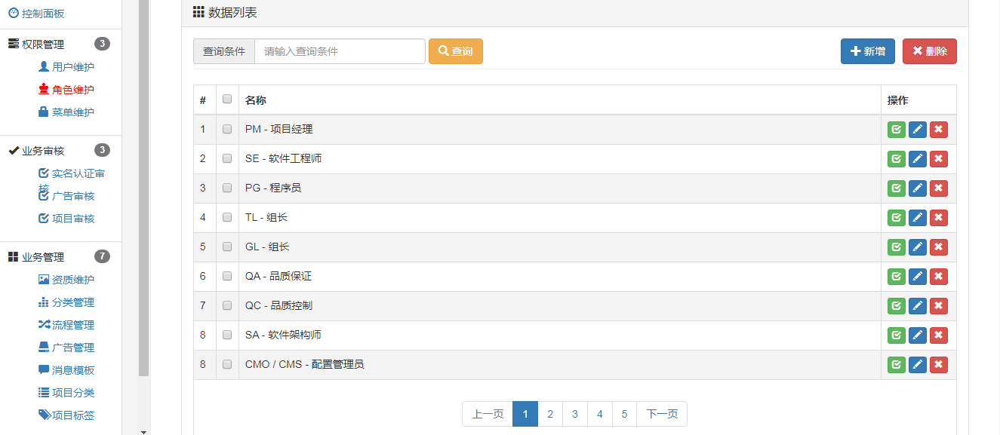 控制面板
权限管理 3
用户维护
角色维护
菜单维护
业务审核 3
实名认证审
核
广告审核
项目审核
业务管理 7
资质维护
分类管理
流程管理
广告管理
消息模板
项目分类
项目标签
数据列表
查询条件 请输入查询条件 查询 新增 删除
# 名称 操作
1 PM - 项目经理
2 SE - 软件工程师
3 PG - 程序员
4 TL - 组长
5 GL - 组长
6 QA - 品质保证
7 QC - 品质控制
8 SA - 软件架构师
8 CMO / CMS - 配置管理员
上一页 1 2 3 4 5 下一页